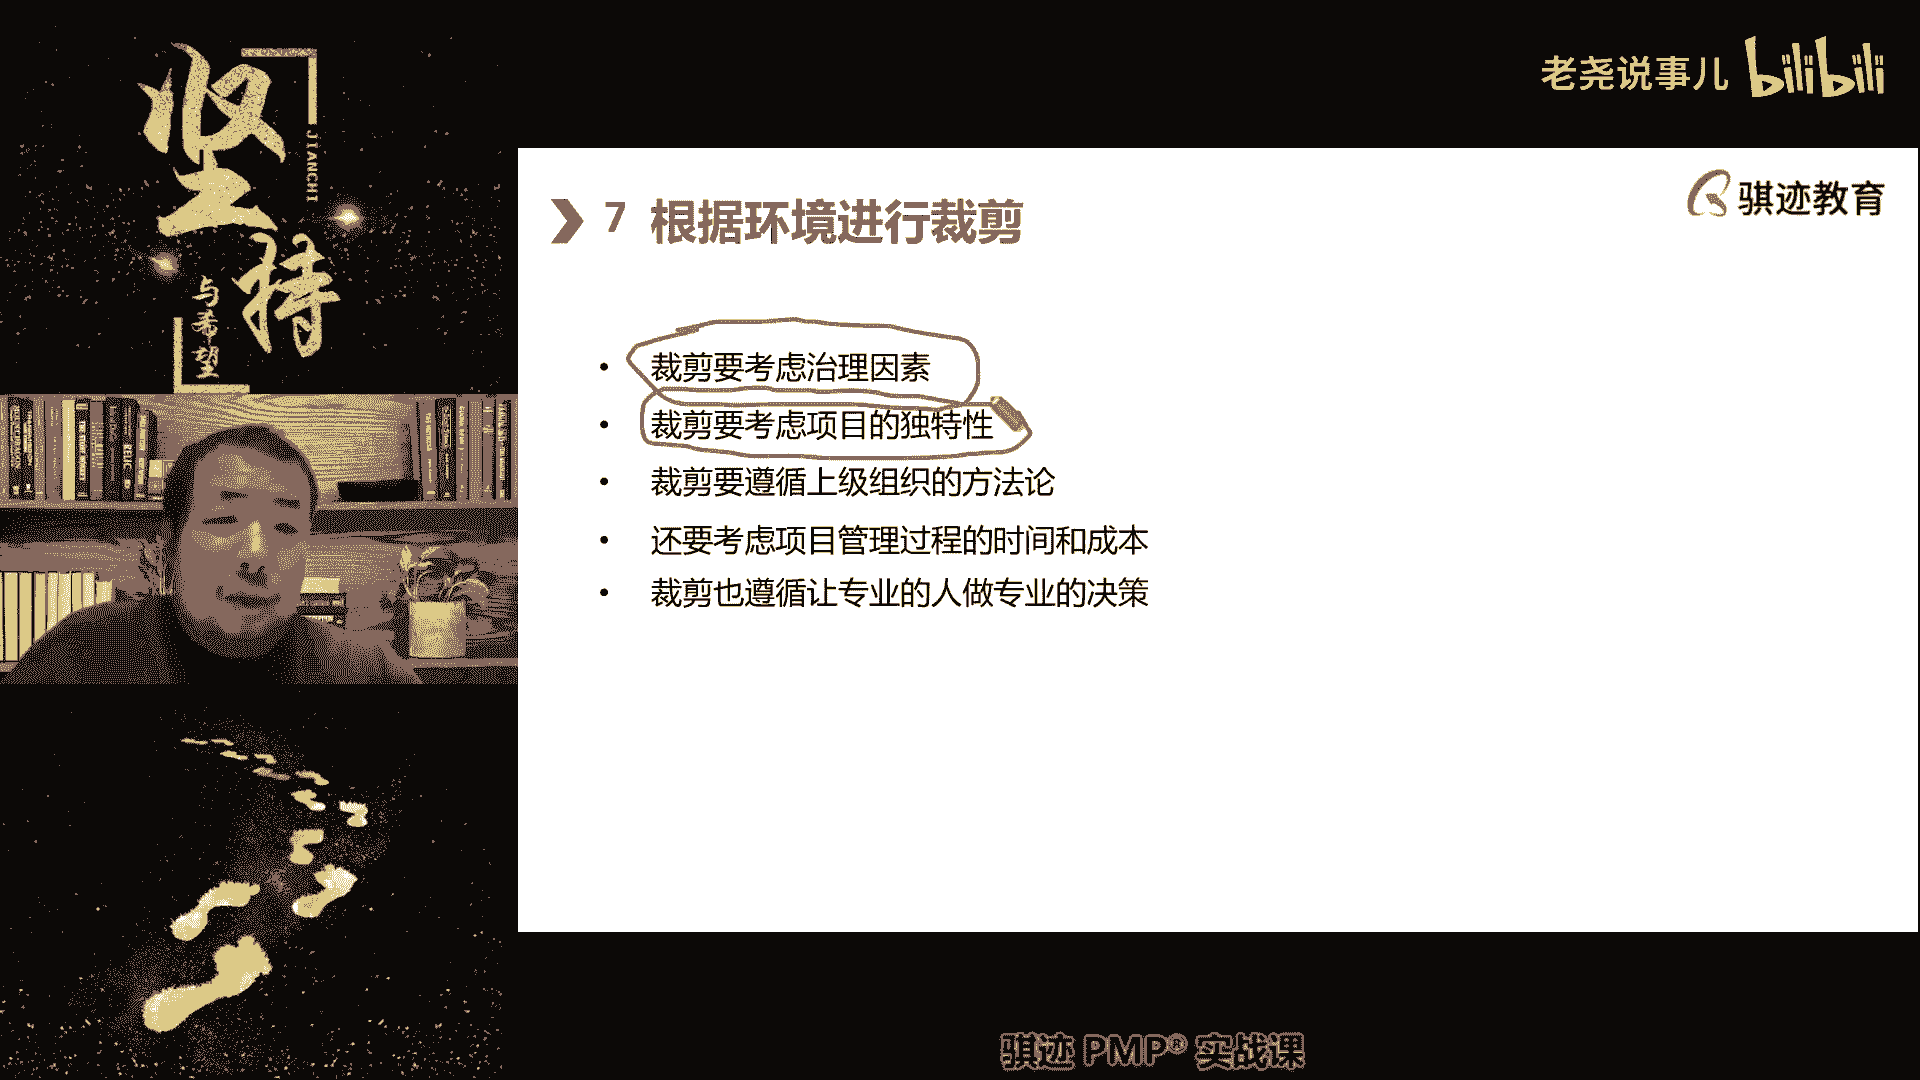 坚持
JIANCHI
与希望
老尧说事儿 bilibili
骐迹教育
7 根据环境进行裁剪
• 裁剪要考虑治理因素
• 裁剪要考虑项目的独特性
• 裁剪要遵循上级组织的方法论
• 还要考虑项目管理过程的时间和成本
• 裁剪也遵循让专业的人做专业的决策
骐迹 PMP® 实战课